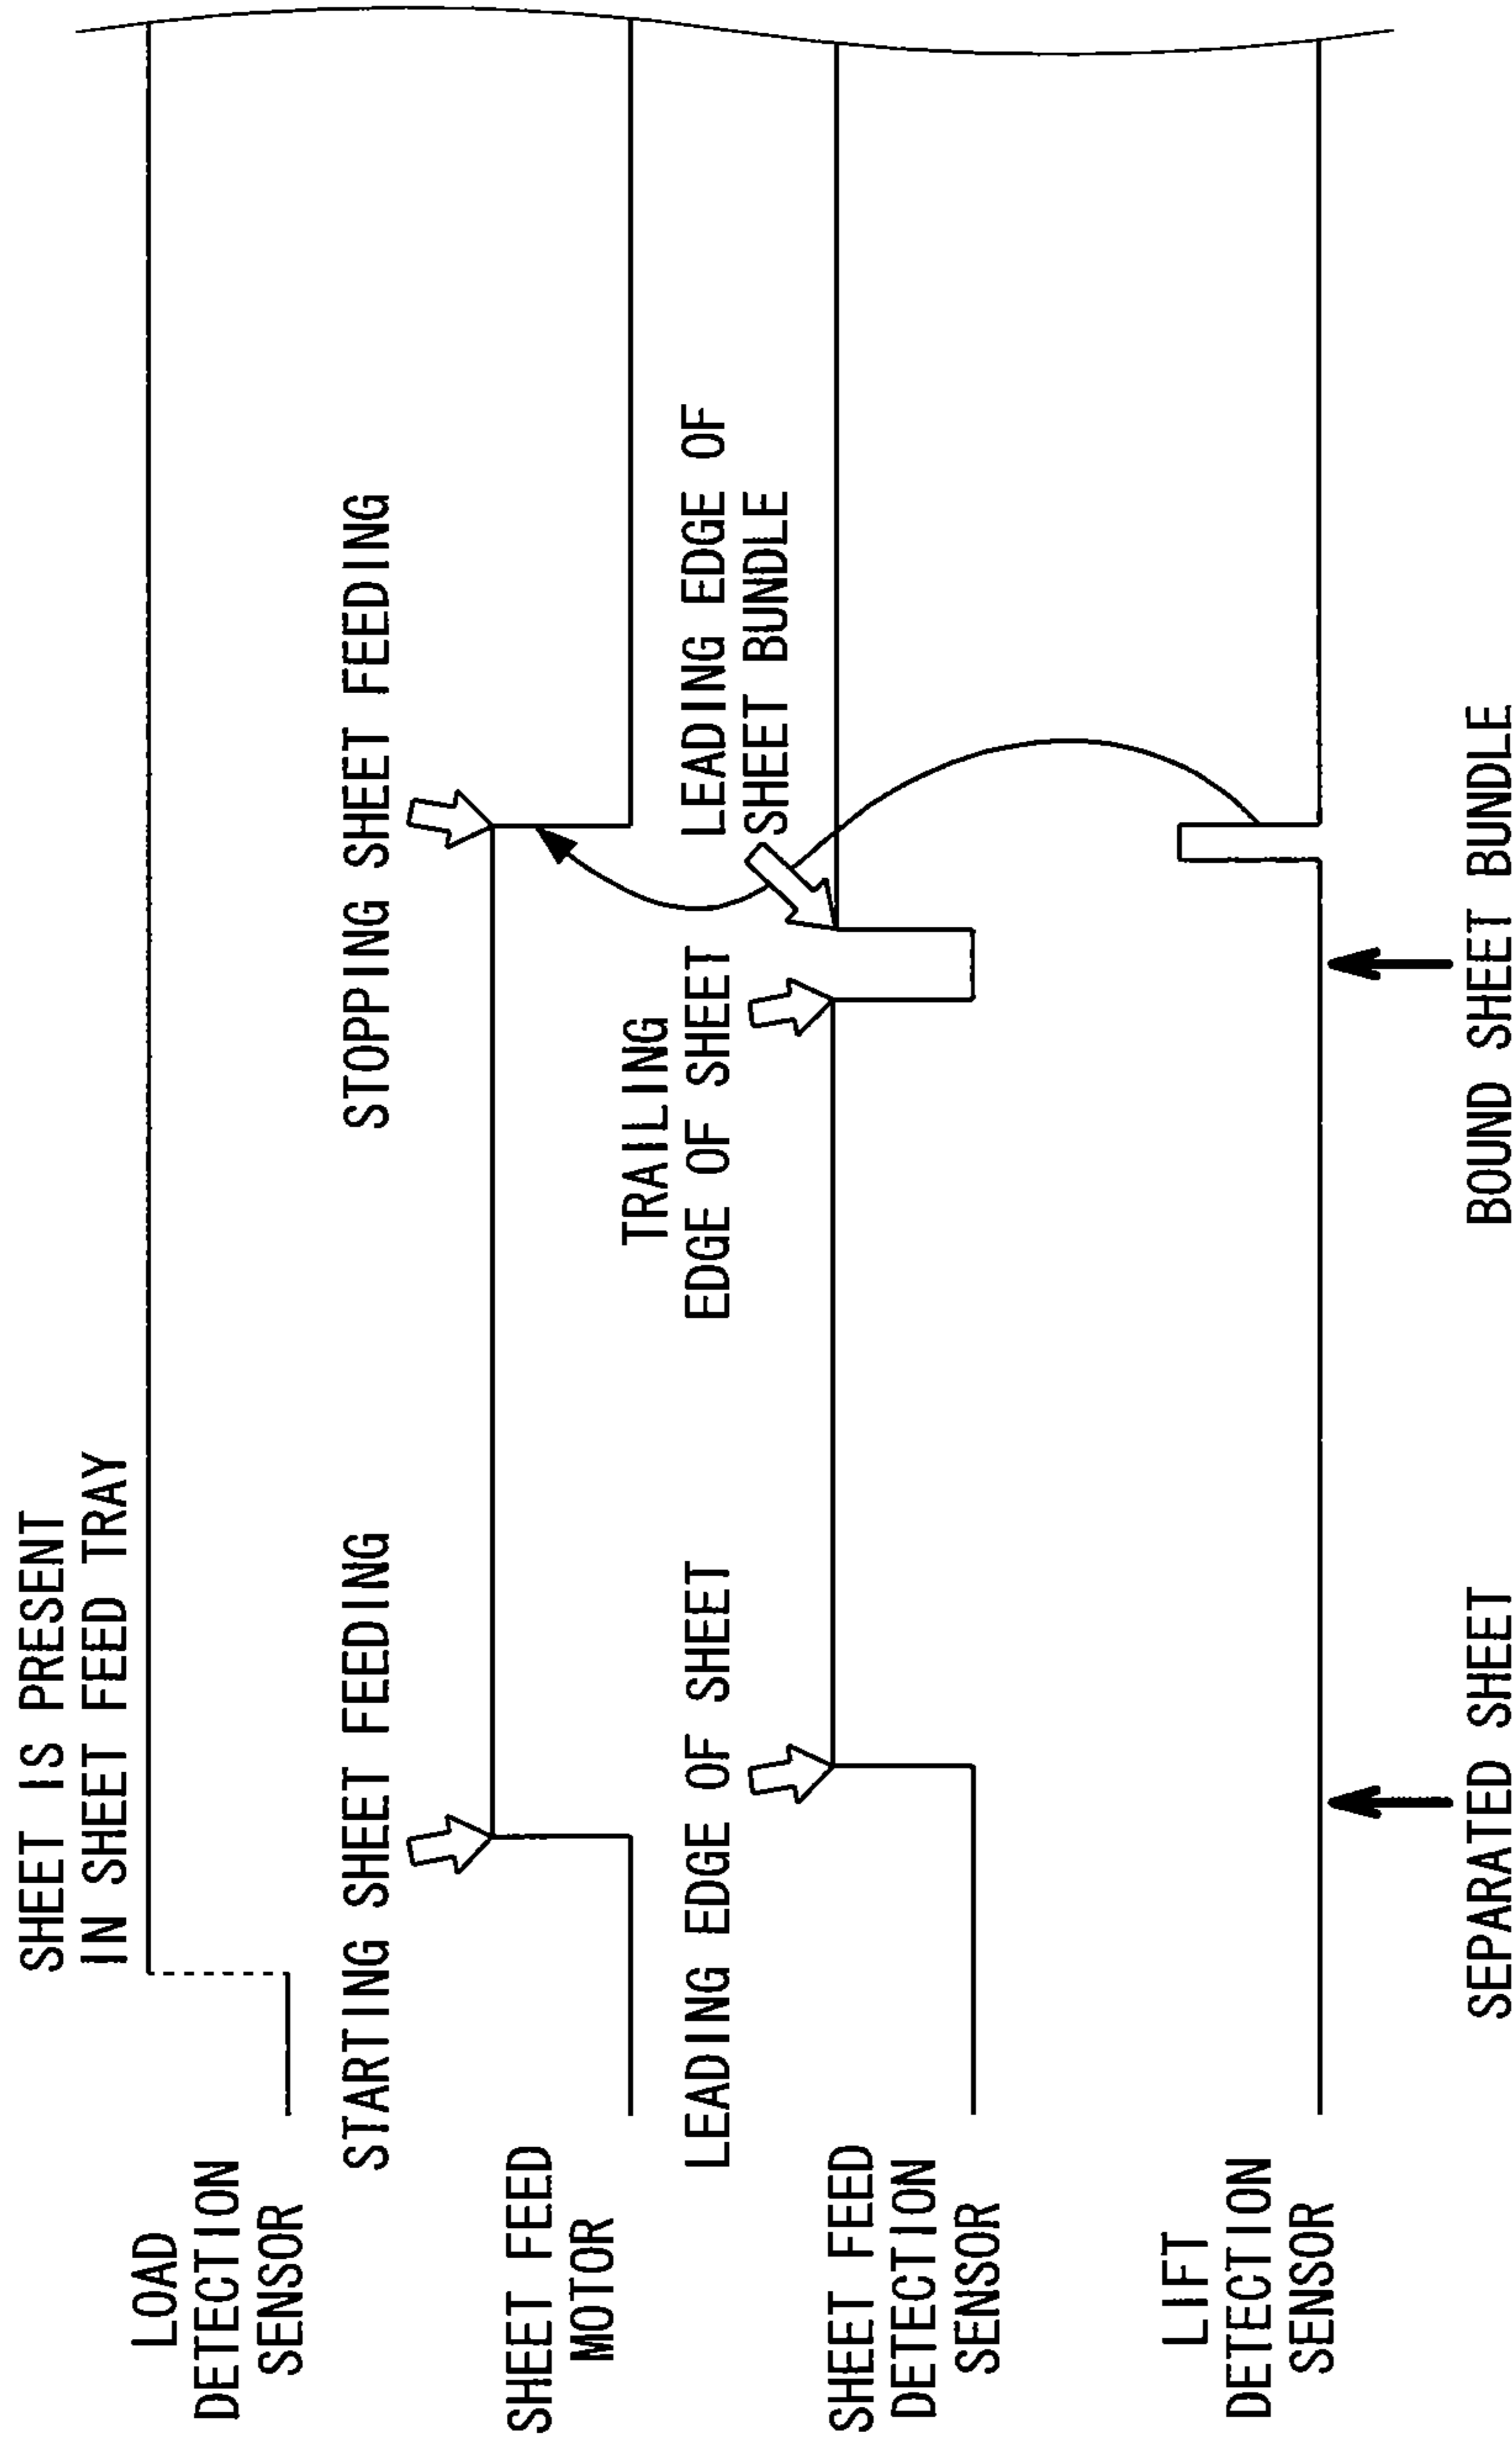 SHEET IS PRESENT
IN SHEET FEED TRAY
LOAD
DETECTION
SENSOR
STARTING SHEET FEEDING
STOPPING SHEET FEEDING
SHEET FEED
MOTOR
LEADING EDGE OF SHEET
TRAILING
EDGE OF SHEET
LEADING EDGE OF
SHEET BUNDLE
SHEET FEED
DETECTION
SENSOR
LIFT
DETECTION
SENSOR
SEPARATED SHEET
BOUND SHEET BUNDLE